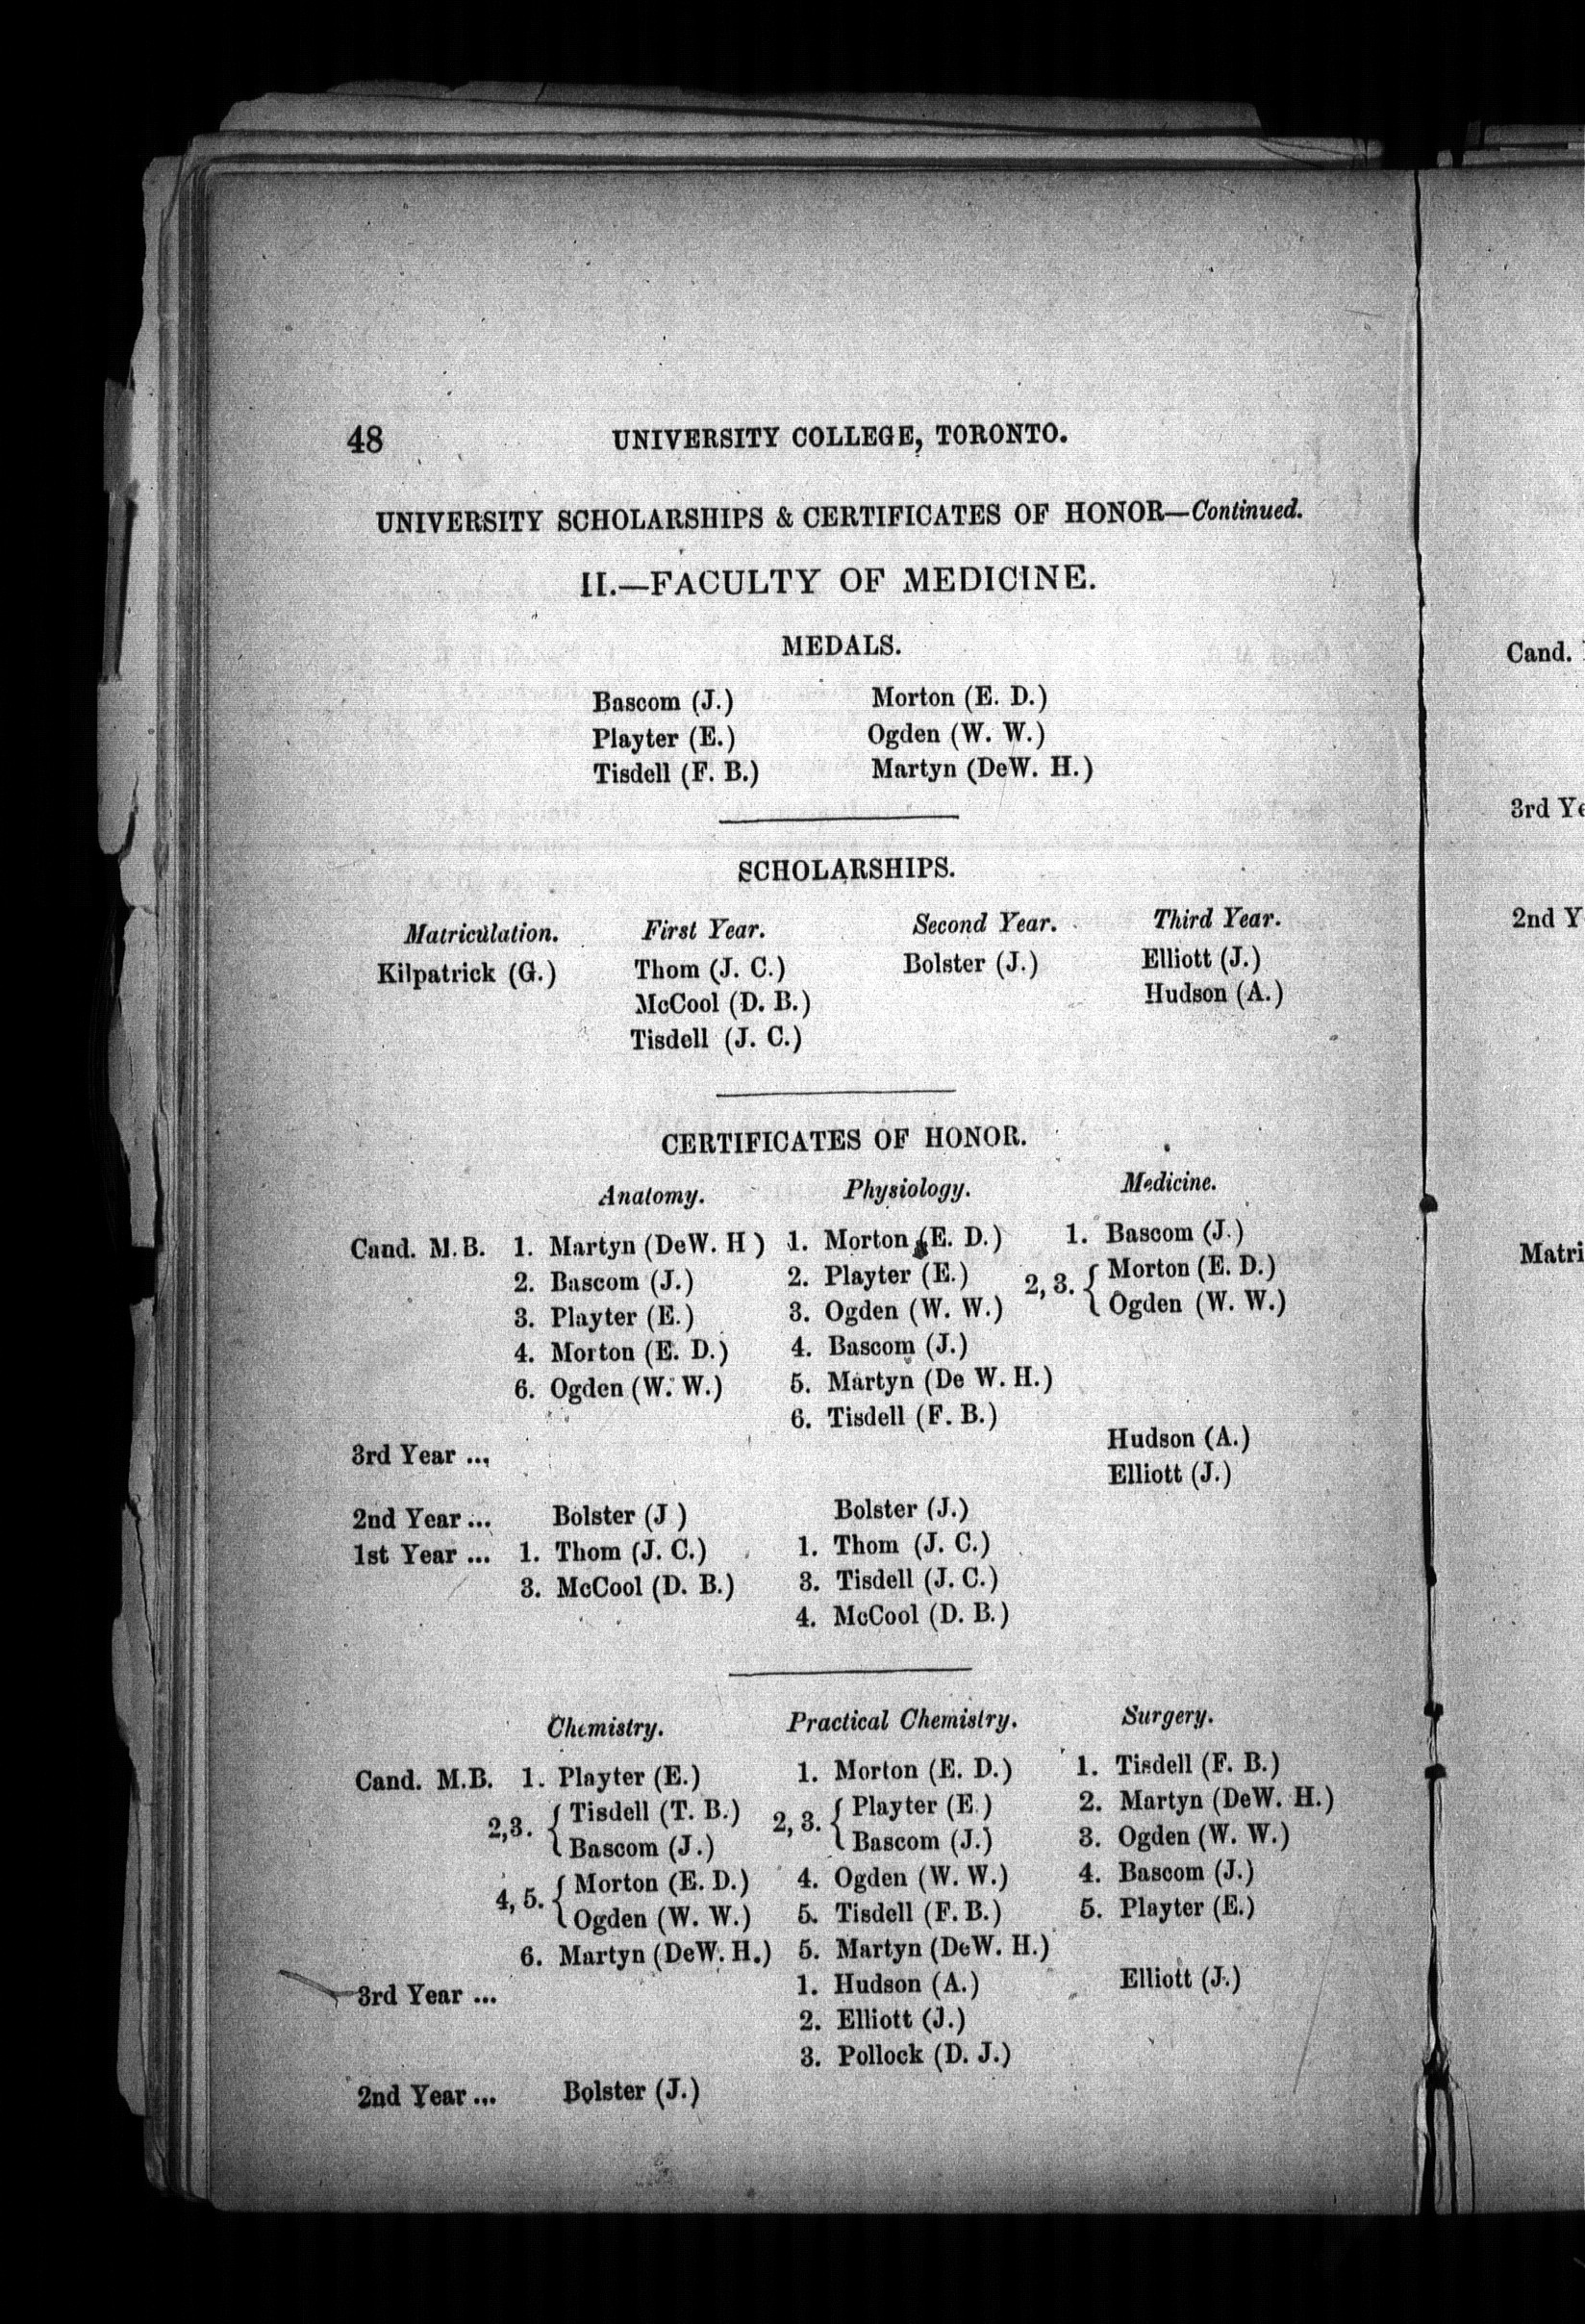 48 UNIVERSITY COLLEGE, TORONTO.
UNIVERSITY SCHOLARSHIPS & CERTIFICATES OF HONOR—Continued.
II.—FACULTY OF MEDICINE.
MEDALS.
Bascom (J.) Morton (E. D.)
Playter (E.) Ogden (W. W.)
Tisdell (F. B.) Martyn (DeW. H.)
SCHOLARSHIPS.
Matriculation. First Year. Second Year. Third Year.
Kilpatrick (G.) Thom (J. C.) Bolster (J.) Elliott (J.)
McCool (D. B.) Hudson (A.)
Tisdell (J. C.)
CERTIFICATES OF HONOR.
Anatomy. Physiology. Medicine.
Cand. M.B. 1. Martyn (DeW. H ) 1. Morton (E. D.) 1. Bascom (J.)
2. Bascom (J.) 2. Playter (E.) 2, 3. { Morton (E. D.)
3. Playter (E.) 3. Ogden (W. W.) Ogden (W. W.)
4. Morton (E. D.) 4. Bascom (J.)
6. Ogden (W. W.) 5. Martyn (De W. H.)
6. Tisdell (F. B.)
3rd Year ... Hudson (A.)
Elliott (J.)
2nd Year ... Bolster (J ) Bolster (J.)
1st Year ... 1. Thom (J. C.) 1. Thom (J. C.)
3. McCool (D. B.) 3. Tisdell (J. C.)
4. McCool (D. B.)
Chemistry. Practical Chemistry. Surgery.
Cand. M.B. 1. Playter (E.) 1. Morton (E. D.) 1. Tisdell (F. B.)
2,3. { Tisdell (T. B.) 2, 3. { Playter (E.) 2. Martyn (DeW. H.)
Bascom (J.) Bascom (J.) 3. Ogden (W. W.)
4, 5. { Morton (E. D.) 4. Ogden (W. W.) 4. Bascom (J.)
Ogden (W. W.) 5. Tisdell (F. B.) 5. Playter (E.)
6. Martyn (DeW. H.) 5. Martyn (DeW. H.)
3rd Year ... 1. Hudson (A.) Elliott (J.)
2. Elliott (J.)
3. Pollock (D. J.)
2nd Year ... Bolster (J.)
Cand.
3rd
2nd